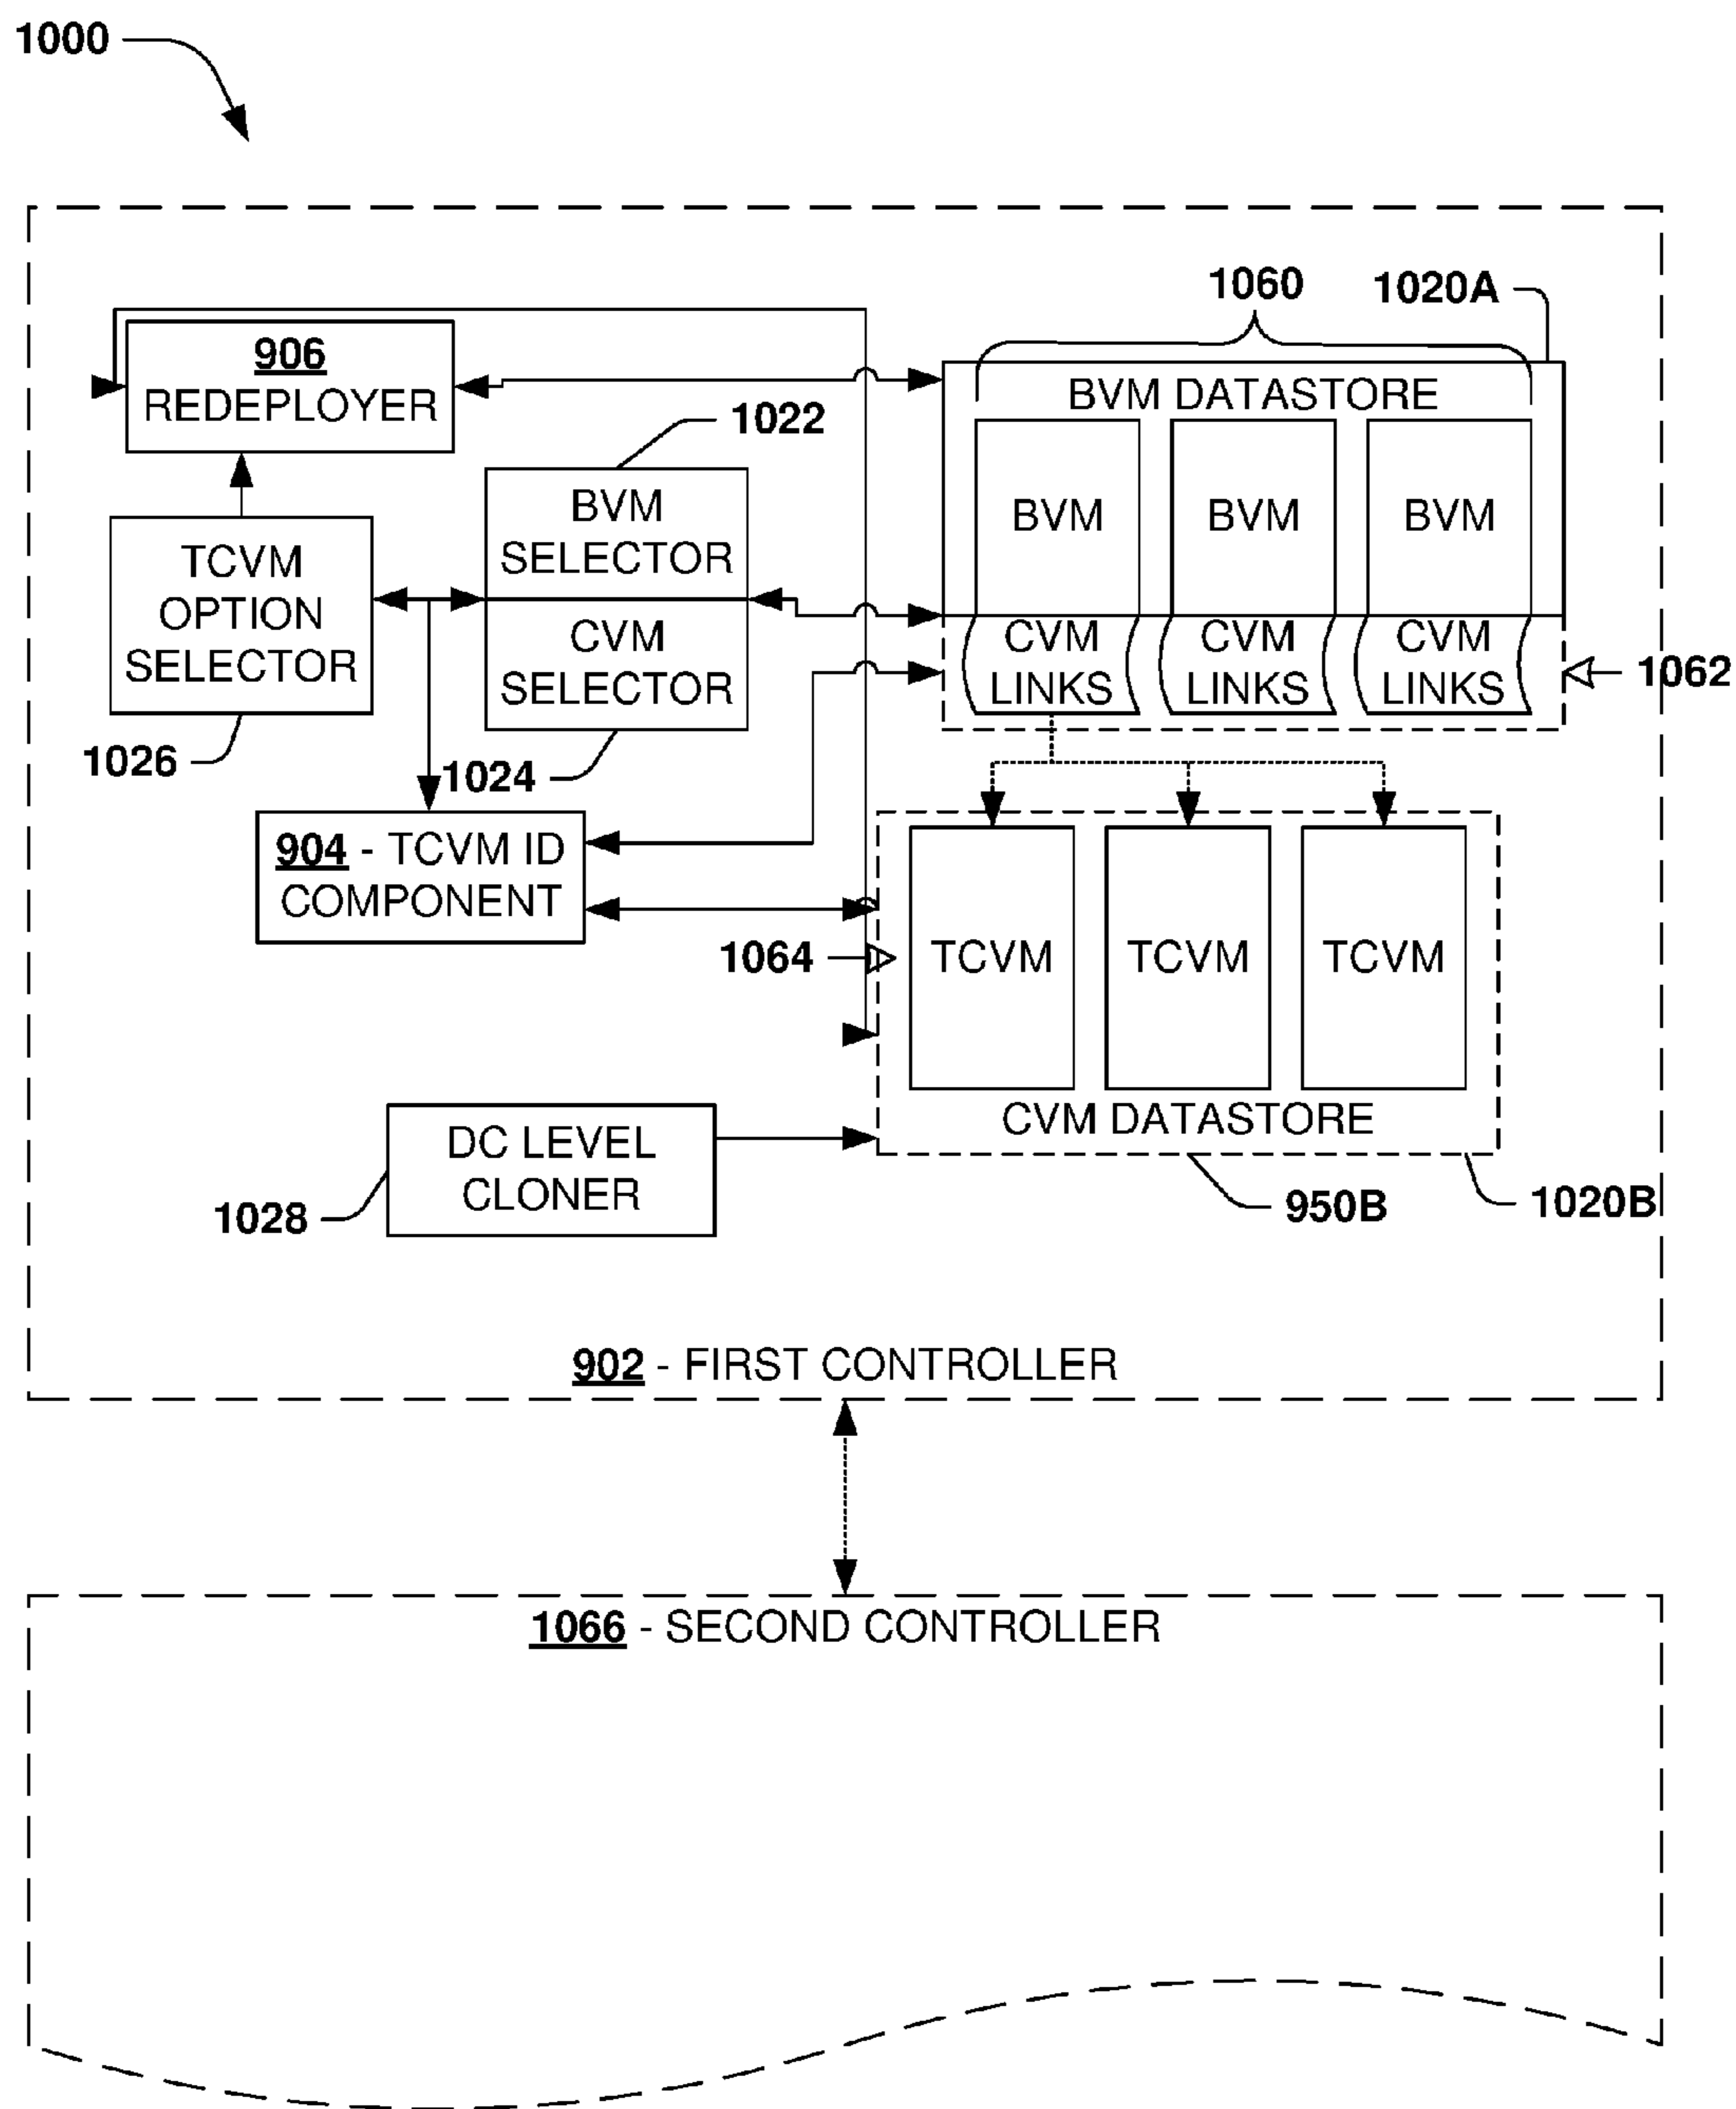 1000
1060
1020A
906
REDEPLOYER
BVM DATASTORE
1022
BVM
SELECTOR
BVM
BVM
BVM
TCVM
OPTION
SELECTOR
CVM
SELECTOR
CVM
LINKS
CVM
LINKS
CVM
LINKS
1062
1026
1024
904 - TCVM ID
COMPONENT
1064
TCVM
TCVM
TCVM
CVM DATASTORE
DC LEVEL
CLONER
1028
950B
1020B
902 - FIRST CONTROLLER
1066 - SECOND CONTROLLER